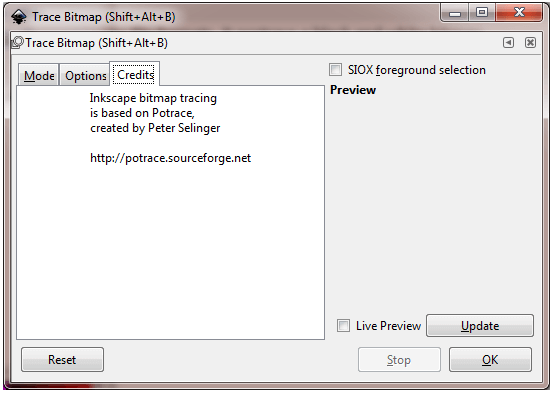 Trace Bitmap (Shift+Alt+B)
Trace Bitmap (Shift+Alt+B)
Mode Options Credits
SIOX foreground selection
Preview
Inkscape bitmap tracing
is based on Potrace,
created by Peter Selinger
http://potrace.sourceforge.net
Live Preview Update
Reset Stop OK